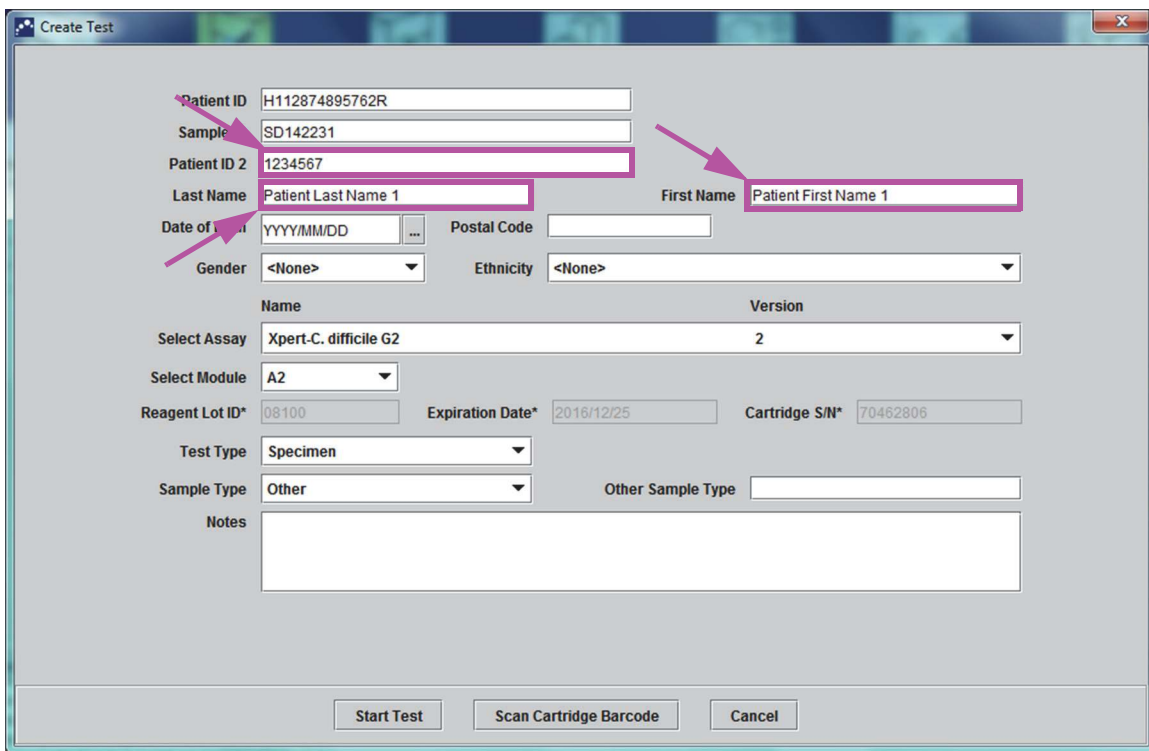 Create Test
Patient ID H112874895762R
Sample SD142231
Patient ID 2 1234567
Last Name Patient Last Name 1 First Name Patient First Name 1
Date of YYYY/MM/DD ... Postal Code
Gender <None> Ethnicity <None>
Name Version
Select Assay Xpert-C. difficile G2 2
Select Module A2
Reagent Lot ID* 08100 Expiration Date* 2016/12/25 Cartridge S/N* 70462806
Test Type Specimen
Sample Type Other Other Sample Type
Notes
Start Test Scan Cartridge Barcode Cancel